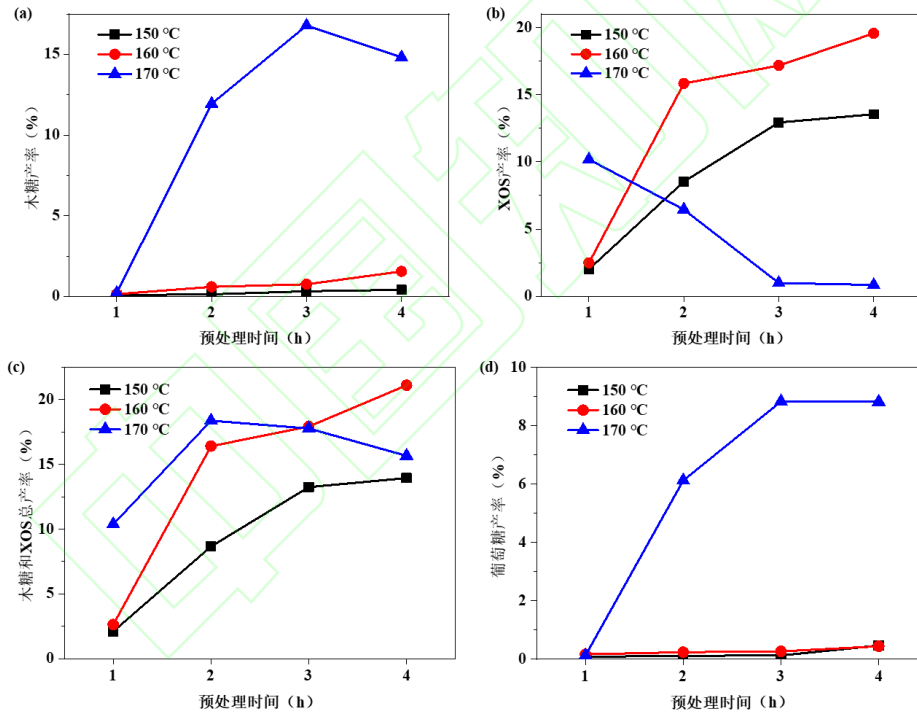 (a)
150 ℃
160 ℃
170 ℃
木糖产率（%）
15
10
5
0
1 2 3 4
预处理时间（h）
(b)
150 ℃
160 ℃
170 ℃
XOS产率（%）
20
15
10
5
0
1 2 3 4
预处理时间（h）
(c)
150 ℃
160 ℃
170 ℃
木糖和XOS总产率（%）
20
15
10
5
0
1 2 3 4
预处理时间（h）
(d)
150 ℃
160 ℃
170 ℃
葡萄糖产率（%）
10
8
6
4
2
0
1 2 3 4
预处理时间（h）